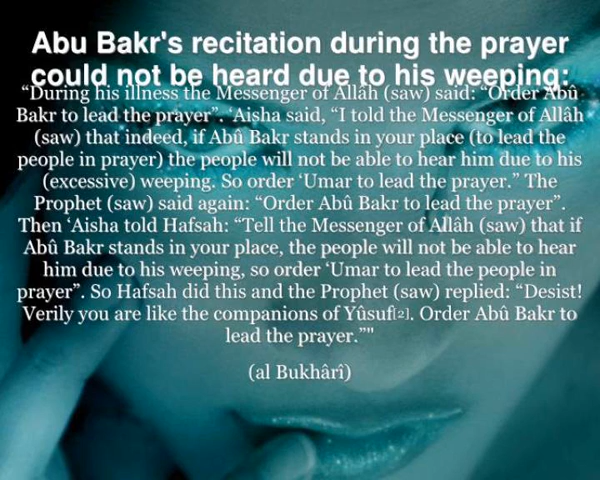 Abu Bakr's recitation during the prayer
could not be heard due to his weeping:
“During his illness the Messenger of Allâh (saw) said: “Order Abû
Bakr to lead the prayer”. ‘Aisha said, “I told the Messenger of Allâh
(saw) that indeed, if Abû Bakr stands in your place (to lead the
people in prayer) the people will not be able to hear him due to his
(excessive) weeping. So order ‘Umar to lead the prayer.” The
Prophet (saw) said again: “Order Abû Bakr to lead the prayer”.
Then ‘Aisha told Hafsah: “Tell the Messenger of Allâh (saw) that if
Abû Bakr stands in your place, the people will not be able to hear
him due to his weeping, so order ‘Umar to lead the people in
prayer”. So Hafsah did this and the Prophet (saw) replied: “Desist!
Verily you are like the companions of Yûsuf[2]. Order Abû Bakr to
lead the prayer.”"
(al Bukhârî)